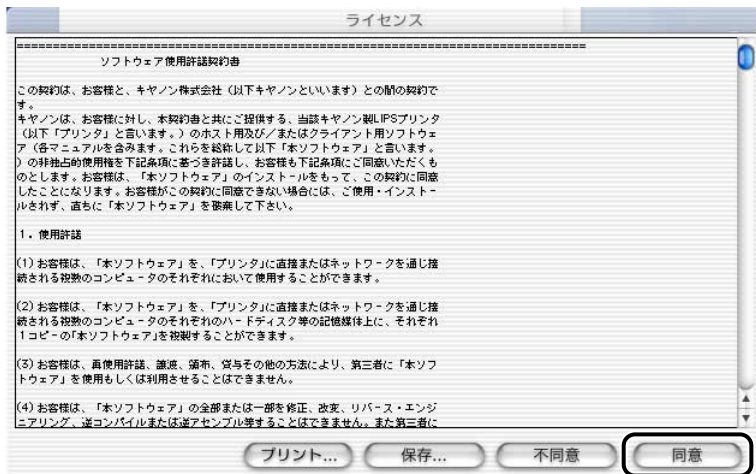 ライセンス
================================================================================
ソフトウェア使用許諾契約書
この契約は、お客様と、キヤノン株式会社（以下キヤノンといいます）との間の契約で
す。
キヤノンは、お客様に対し、本契約書と共にご提供する、当該キヤノン製LIPSプリンタ
（以下「プリンタ」と言います。）のホスト用及び／またはクライアント用ソフトウェ
ア（各マニュアルを含みます。これらを総称して以下「本ソフトウェア」と言います。
）の非独占的使用権を下記条項に基づき許諾し、お客様も下記条項にご同意いただくも
のとします。お客様は、「本ソフトウェア」のインストールをもって、この契約に同意
したことになります。お客様がこの契約に同意できない場合には、ご使用・インストー
ルされず、直ちに「本ソフトウェア」を破棄して下さい。
1．使用許諾
(1) お客様は、「本ソフトウェア」を、「プリンタ」に直接またはネットワークを通じ接
続される複数のコンピュータのそれぞれにおいて使用することができます。
(2) お客様は、「本ソフトウェア」を、「プリンタ」に直接またはネットワークを通じ接
続される複数のコンピュータのそれぞれのハードディスク等の記憶媒体上に、それぞれ
1コピーの「本ソフトウェア」を複製することができます。
(3) お客様は、再使用許諾、譲渡、頒布、貸与その他の方法により、第三者に「本ソフ
トウェア」を使用もしくは利用させることはできません。
(4) お客様は、「本ソフトウェア」の全部または一部を修正、改変、リバース・エンジ
ニアリング、逆コンパイルまたは逆アセンブル等することはできません。また第三者に
プリント... 保存... 不同意 同意